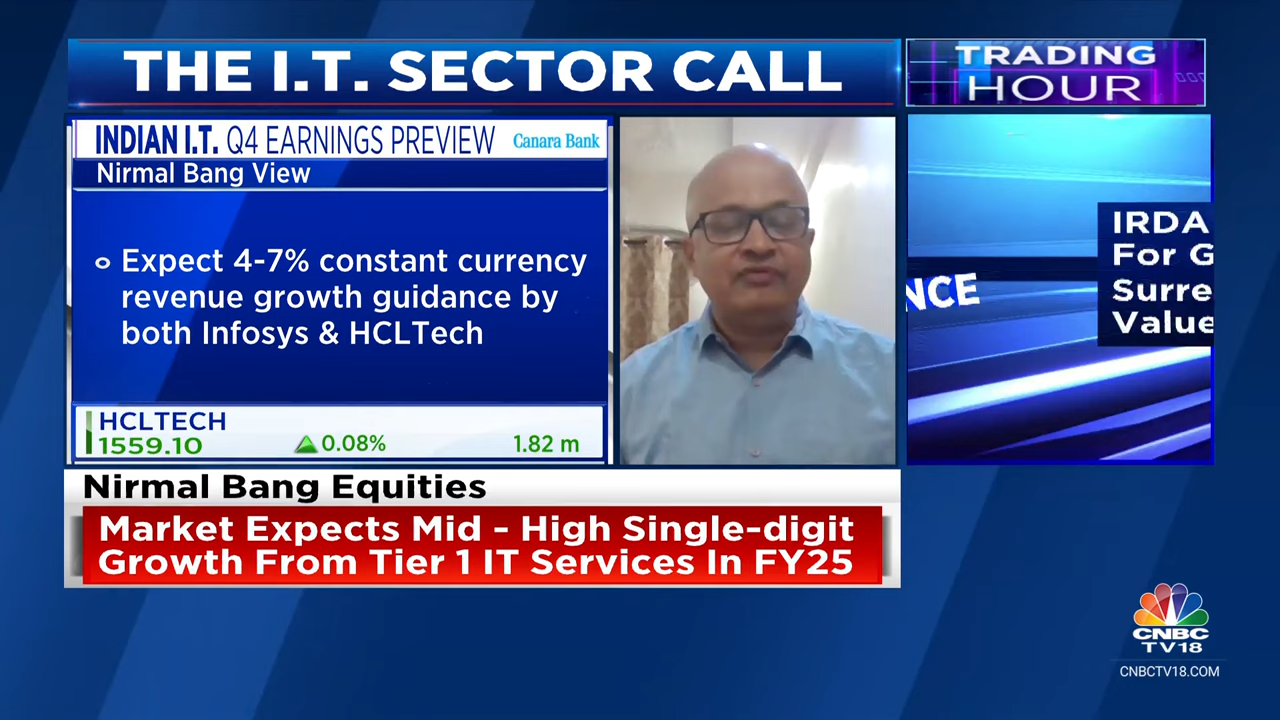 THE I.T. SECTOR CALL
TRADING
HOUR
INDIAN I.T. Q4 EARNINGS PREVIEW
Canara Bank
Nirmal Bang View
Expect 4-7% constant currency
revenue growth guidance by
both Infosys & HCLTech
HCLTECH
1559.10 0.08% 1.82 m
NCE
IRDA
For G
Surre
Value
Nirmal Bang Equities
Market Expects Mid - High Single-digit
Growth From Tier 1 IT Services In FY25
CNBC
TV18
CNBCTV18.COM